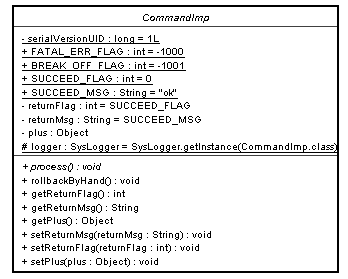 CommandImp
- serialVersionUID : long = 1L
+ FATAL_ERR_FLAG : int = -1000
+ BREAK_OFF_FLAG : int = -1001
+ SUCCEED_FLAG : int = 0
+ SUCCEED_MSG : String = "ok"
- returnFlag : int = SUCCEED_FLAG
- returnMsg : String = SUCCEED_MSG
- plus : Object
# logger : SysLogger = SysLogger.getInstance(CommandImp.class)
+ process() : void
+ rollbackByHand() : void
+ getReturnFlag() : int
+ getReturnMsg() : String
+ getPlus() : Object
+ setReturnMsg(returnMsg : String) : void
+ setReturnFlag(returnFlag : int) : void
+ setPlus(plus : Object) : void